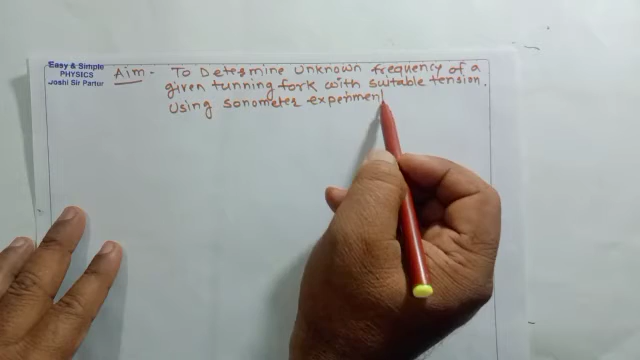 Easy & Simple
PHYSICS
Joshi Sir Partur
Aim - To Determine Unknown frequency of a
given tunning fork with suitable tension.
Using sonometer experimen